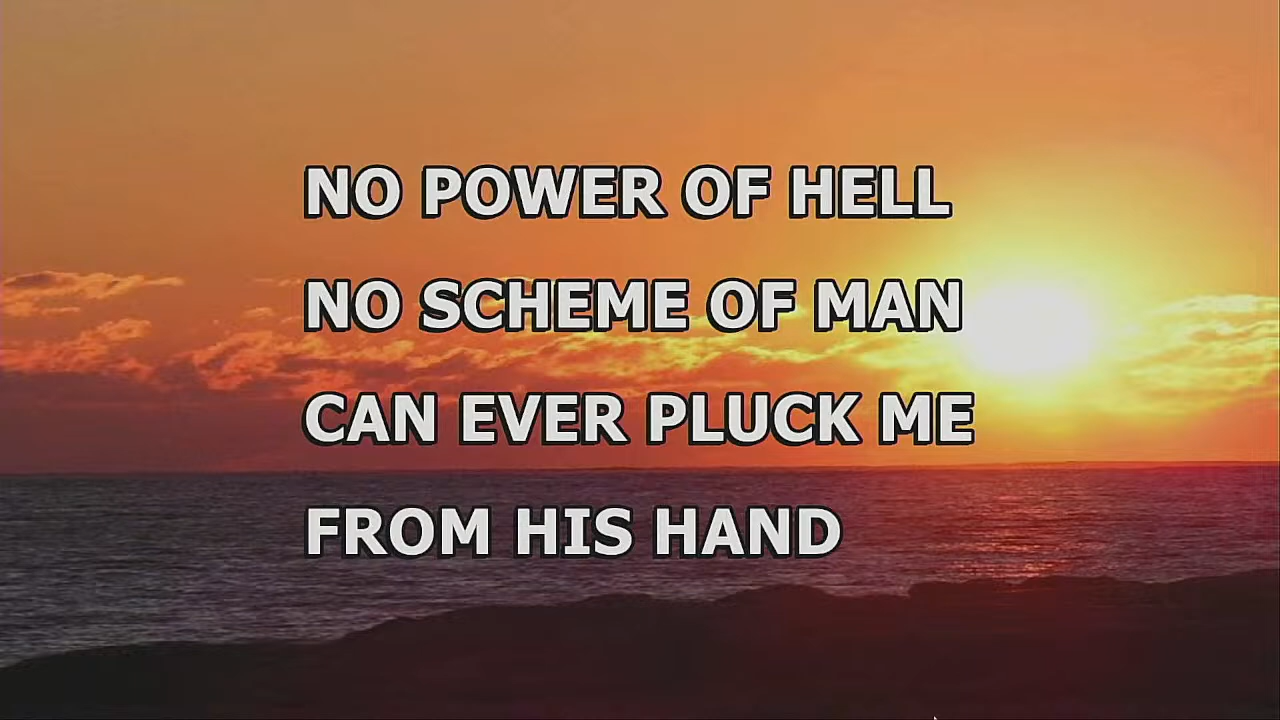 NO POWER OF HELL
NO SCHEME OF MAN
CAN EVER PLUCK ME
FROM HIS HAND